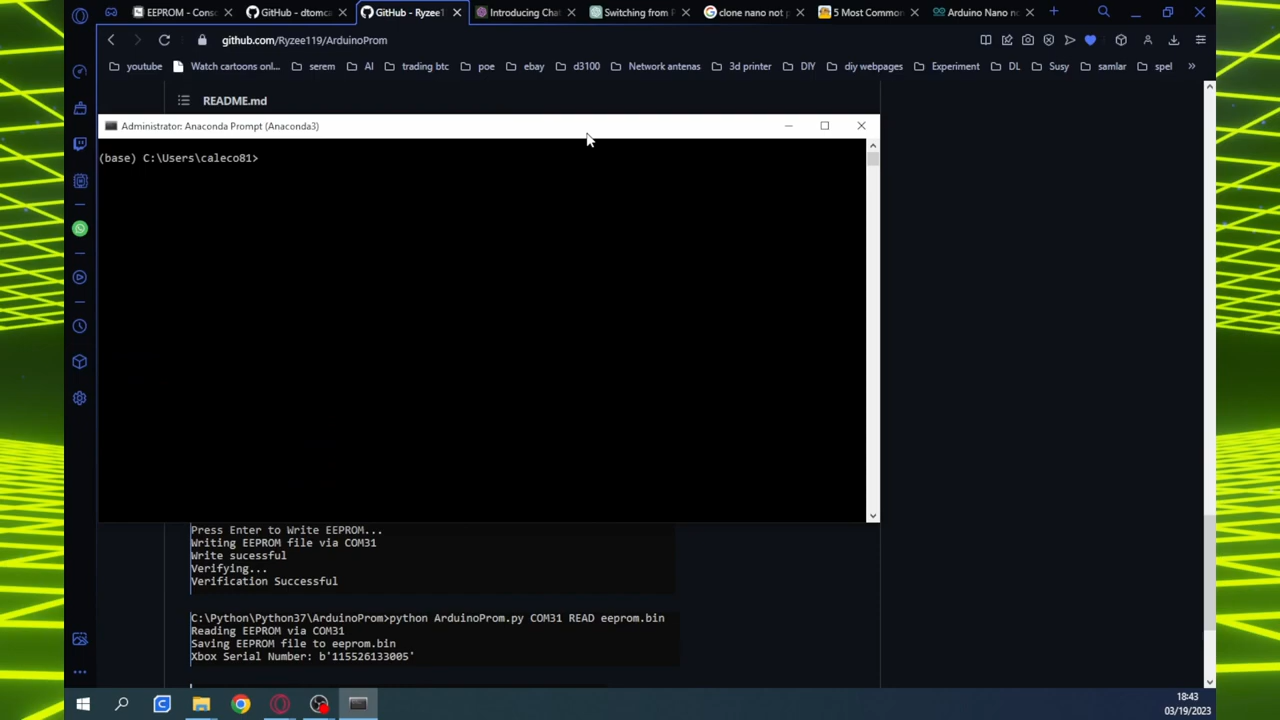 EEPROM - Cons
GitHub - dtomca
GitHub - Ryzee1
Introducing Cha
Switching from
clone nano not
5 Most Common
Arduino Nano no
github.com/Ryzee119/ArduinoProm
youtube
Watch cartoons onl...
serem
AI
trading btc
poe
ebay
d3100
Network antenas
3d printer
DIY
diy webpages
Experiment
DL
Susy
samlar
spel
README.md
Administrator: Anaconda Prompt (Anaconda3)
(base) C:\Users\caleco81>
Press Enter to Write EEPROM...
Writing EEPROM file via COM31
Write sucessful
Verifying...
Verification Successful
C:\Python\Python37\ArduinoProm>python ArduinoProm.py COM31 READ eeprom.bin
Reading EEPROM via COM31
Saving EEPROM file to eeprom.bin
Xbox Serial Number: b'115526133005'
18:43
03/19/2023